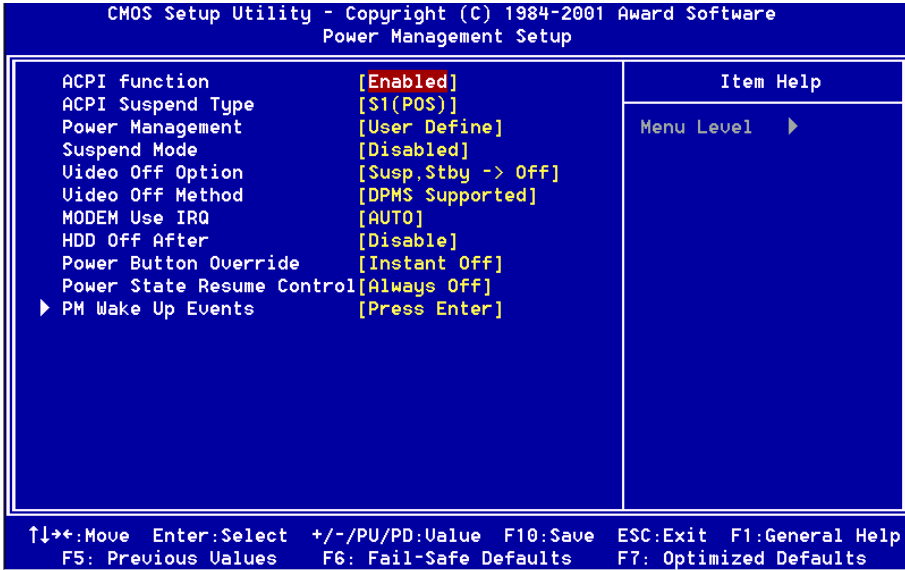 CMOS Setup Utility - Copyright (C) 1984-2001 Award Software
Power Management Setup
ACPI function [Enabled]
ACPI Suspend Type [S1(POS)]
Power Management [User Define]
Suspend Mode [Disabled]
Video Off Option [Susp,Stby -> Off]
Video Off Method [DPMS Supported]
MODEM Use IRQ [AUTO]
HDD Off After [Disable]
Power Button Override [Instant Off]
Power State Resume Control[Always Off]
PM Wake Up Events [Press Enter]
Item Help
Menu Level
↑↓→←:Move Enter:Select +/-/PU/PD:Value F10:Save ESC:Exit F1:General Help
F5: Previous Values F6: Fail-Safe Defaults F7: Optimized Defaults